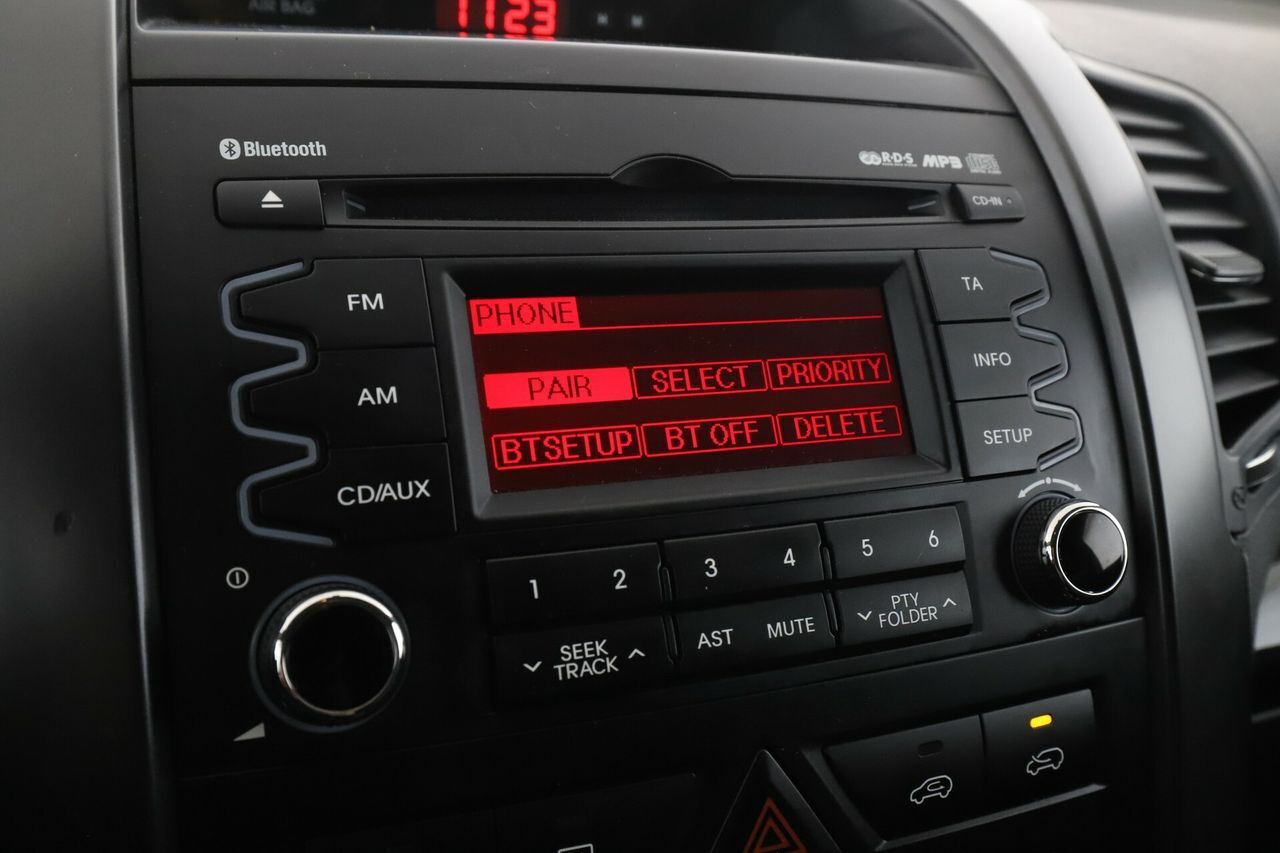 AIR BAG
1123
Bluetooth
R·D·S MP3
CD-IN
FM
AM
CD/AUX
PHONE
PAIR SELECT PRIORITY
BTSETUP BT OFF DELETE
TA
INFO
SETUP
1 2 3 4 5 6
SEEK
TRACK
AST MUTE
PTY
FOLDER